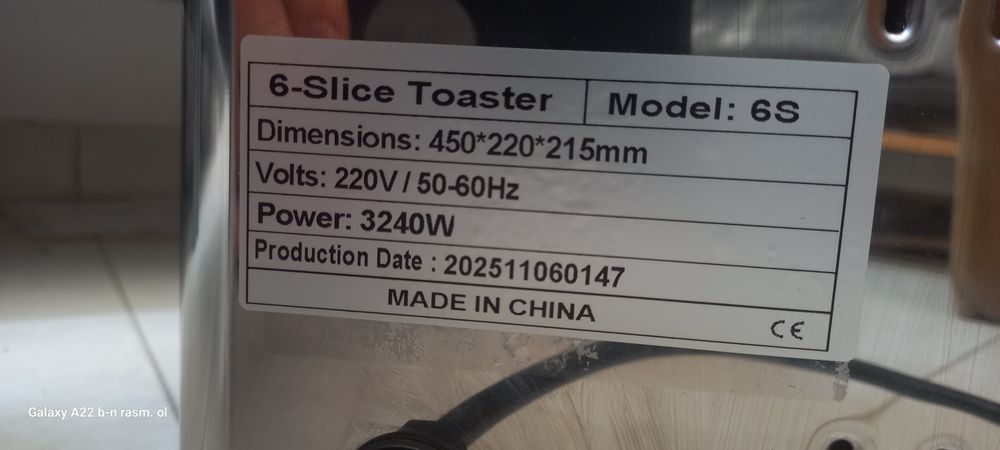 6-Slice Toaster Model: 6S
Dimensions: 450*220*215mm
Volts: 220V / 50-60Hz
Power: 3240W
Production Date : 202511060147
MADE IN CHINA
CE
Galaxy A22 b-n rasm. ol